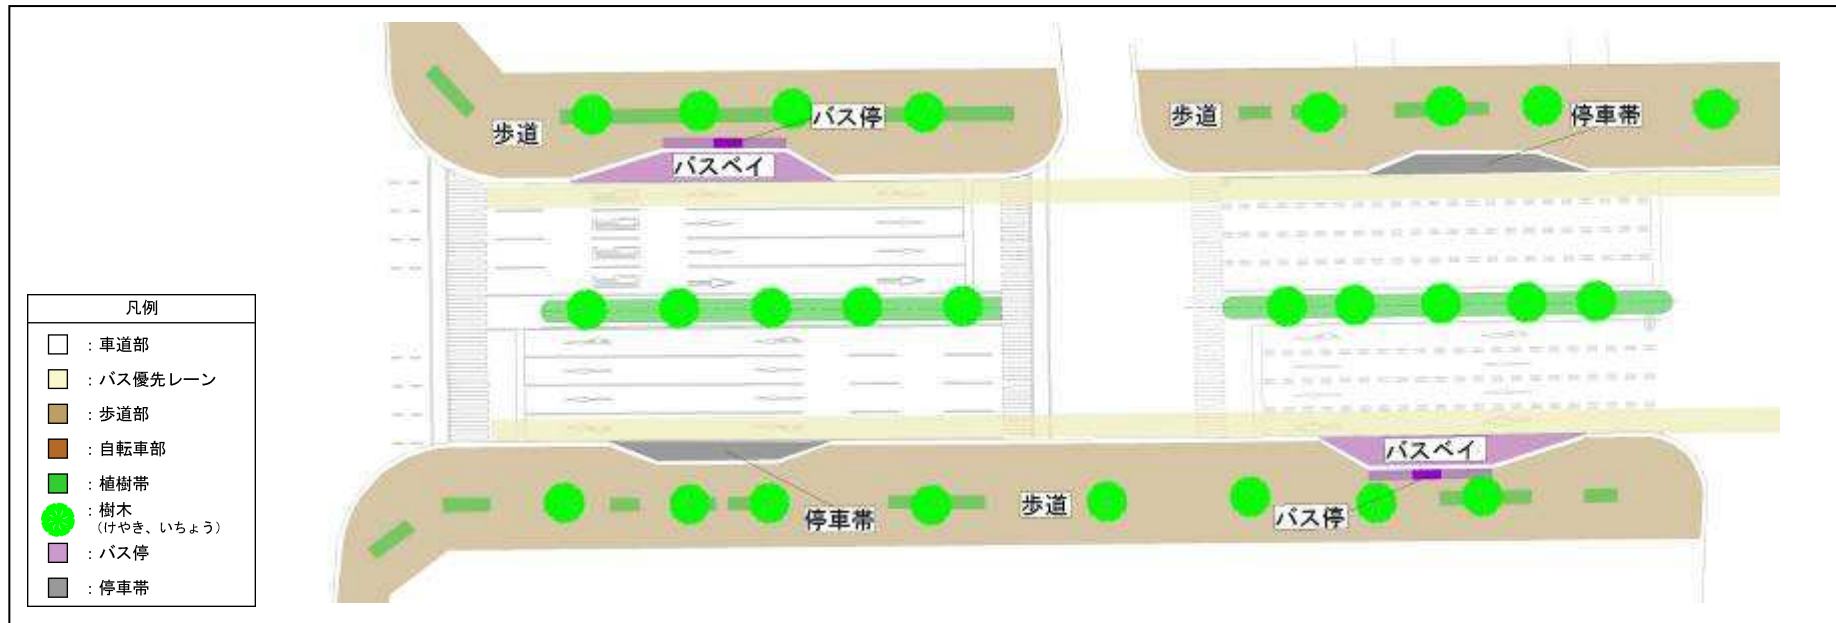 バス停
歩道
バスベイ
歩道
停車帯
凡例
：車道部
：バス優先レーン
：歩道部
：自転車部
：植樹帯
：樹木
（けやき、いちょう）
：バス停
：停車帯
バスベイ
歩道
停車帯
バス停